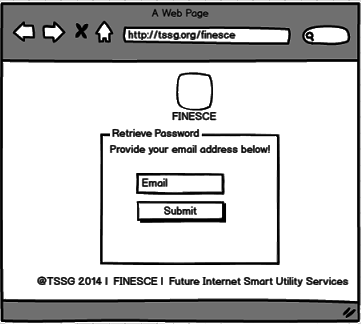 A Web Page
http://tssg.org/finesce
FINESCE
Retrieve Password
Provide your email address below!
Email
Submit
@TSSG 2014 I FINESCE I Future Internet Smart Utility Services